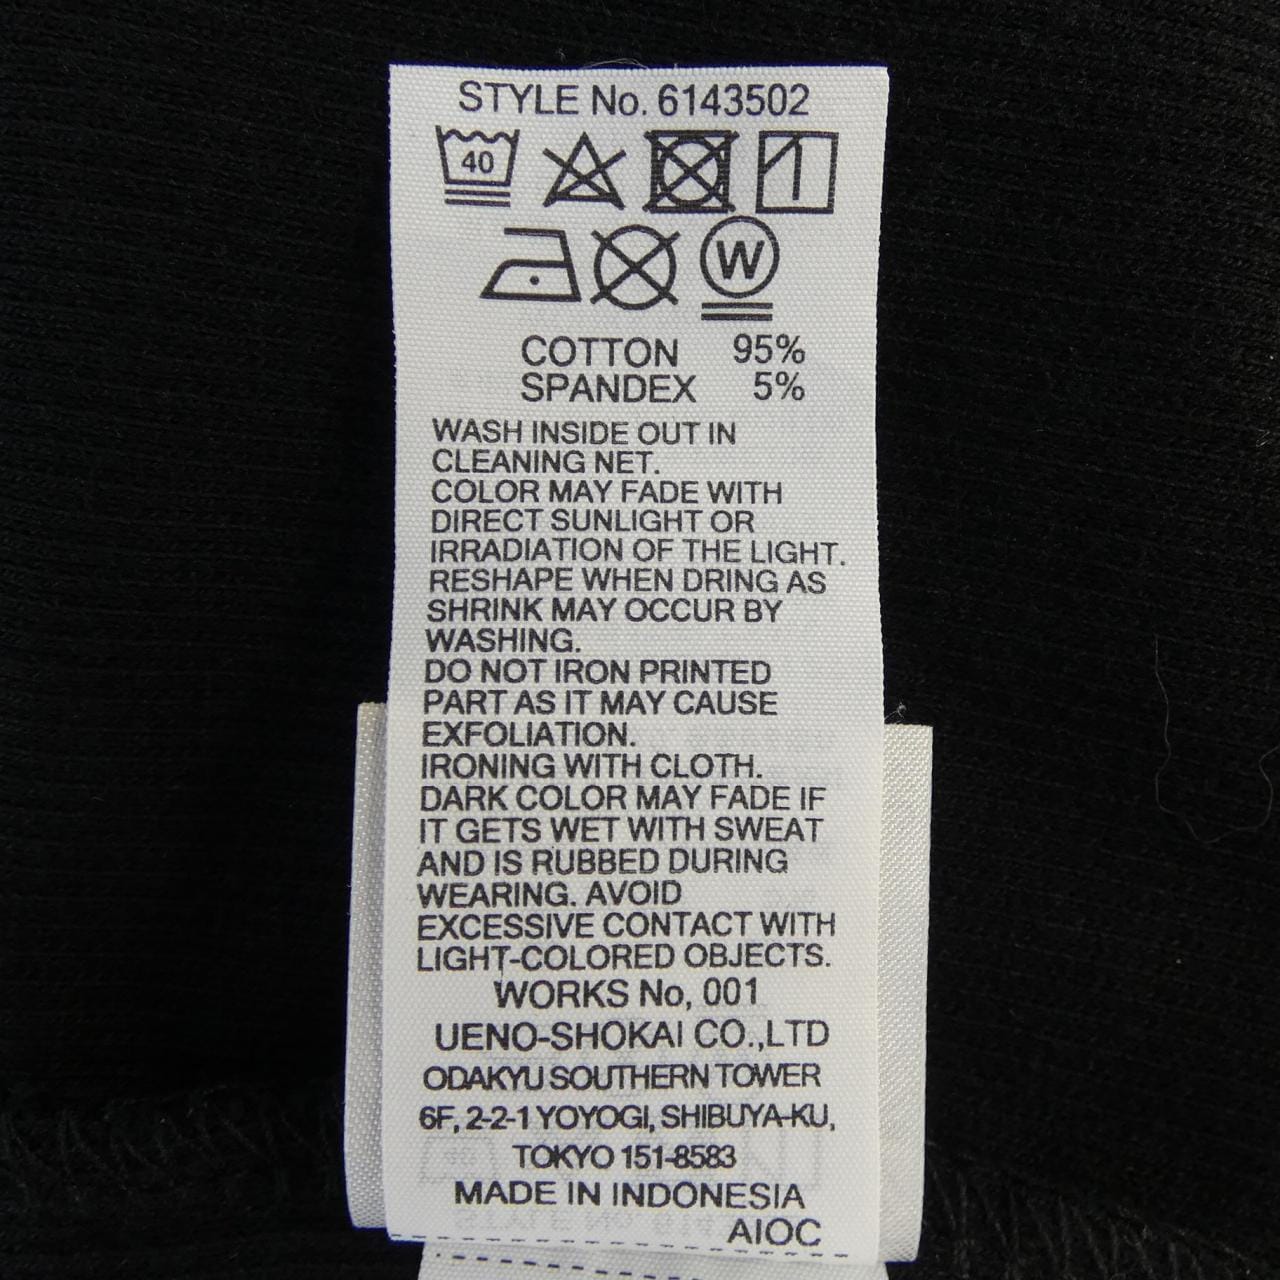 STYLE No. 6143502
40
W
COTTON 95%
SPANDEX 5%
WASH INSIDE OUT IN
CLEANING NET.
COLOR MAY FADE WITH
DIRECT SUNLIGHT OR
IRRADIATION OF THE LIGHT.
RESHAPE WHEN DRING AS
SHRINK MAY OCCUR BY
WASHING.
DO NOT IRON PRINTED
PART AS IT MAY CAUSE
EXFOLIATION.
IRONING WITH CLOTH.
DARK COLOR MAY FADE IF
IT GETS WET WITH SWEAT
AND IS RUBBED DURING
WEARING. AVOID
EXCESSIVE CONTACT WITH
LIGHT-COLORED OBJECTS.
WORKS No, 001
UENO-SHOKAI CO.,LTD
ODAKYU SOUTHERN TOWER
6F, 2-2-1 YOYOGI, SHIBUYA-KU,
TOKYO 151-8583
MADE IN INDONESIA
AIOC